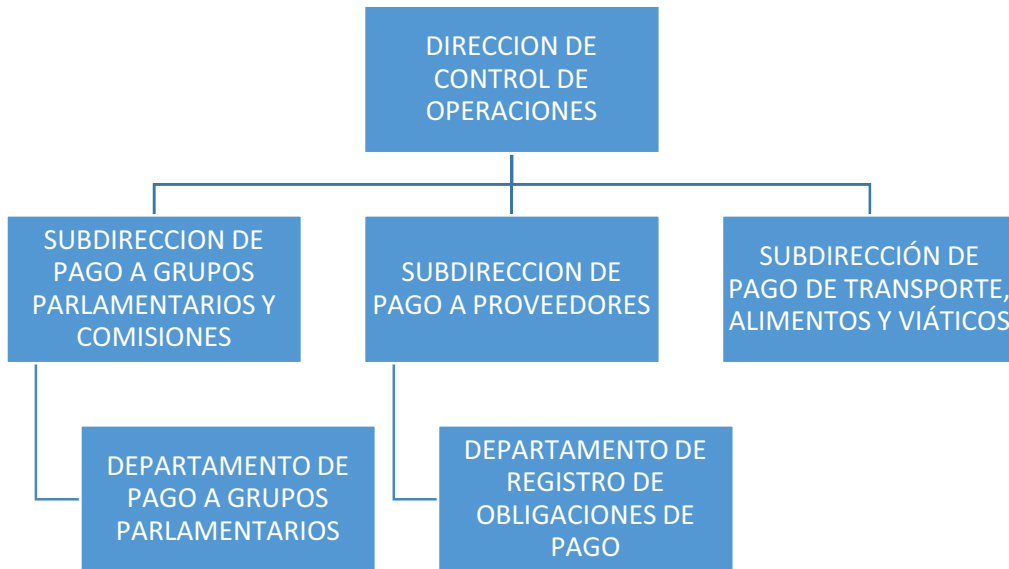 DIRECCION DE
CONTROL DE
OPERACIONES
SUBDIRECCION DE
PAGO A GRUPOS
PARLAMENTARIOS Y
COMISIONES
SUBDIRECCION DE
PAGO A PROVEEDORES
SUBDIRECCIÓN DE
PAGO DE TRANSPORTE,
ALIMENTOS Y VIÁTICOS
DEPARTAMENTO DE
PAGO A GRUPOS
PARLAMENTARIOS
DEPARTAMENTO DE
REGISTRO DE
OBLIGACIONES DE
PAGO